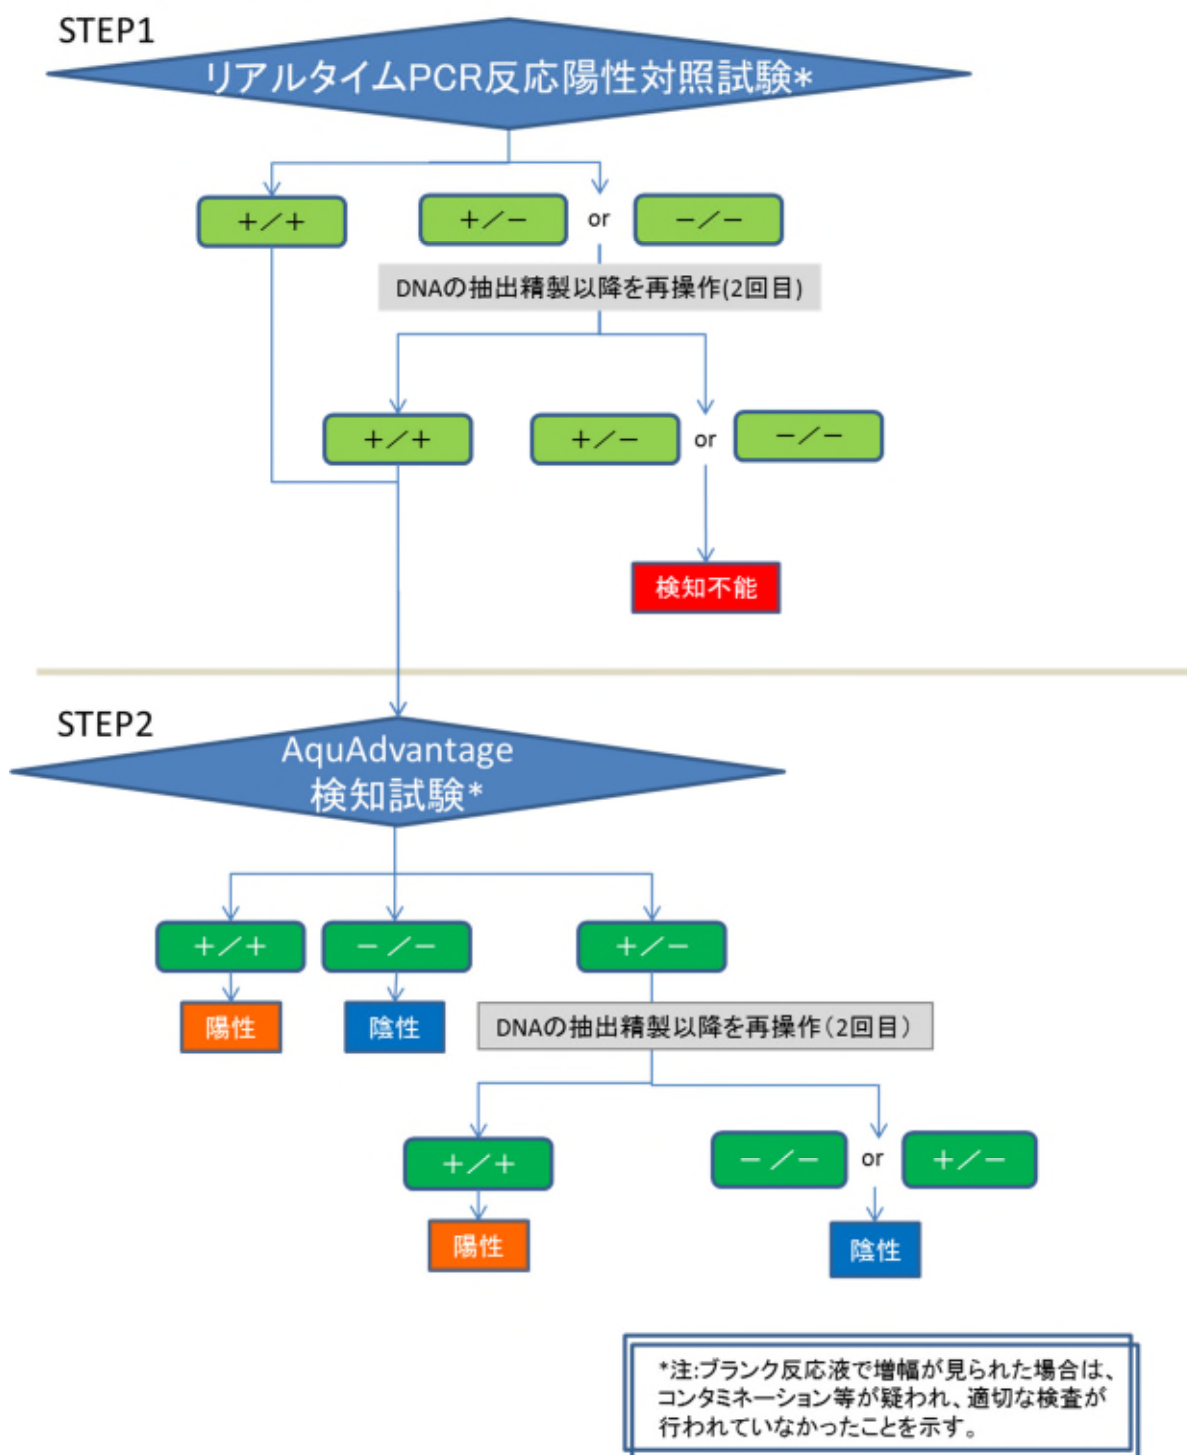 STEP1
リアルタイムPCR反応陽性対照試験*
+/+
+/−
or
−/−
DNAの抽出精製以降を再操作(2回目)
+/+
+/−
or
−/−
検知不能
STEP2
AquAdvantage
検知試験*
+/+
−/−
+/−
陽性
陰性
DNAの抽出精製以降を再操作(2回目)
+/+
−/−
or
+/−
陽性
陰性
*注:ブランク反応液で増幅が見られた場合は、
コンタミネーション等が疑われ、適切な検査が
行われていなかったことを示す。